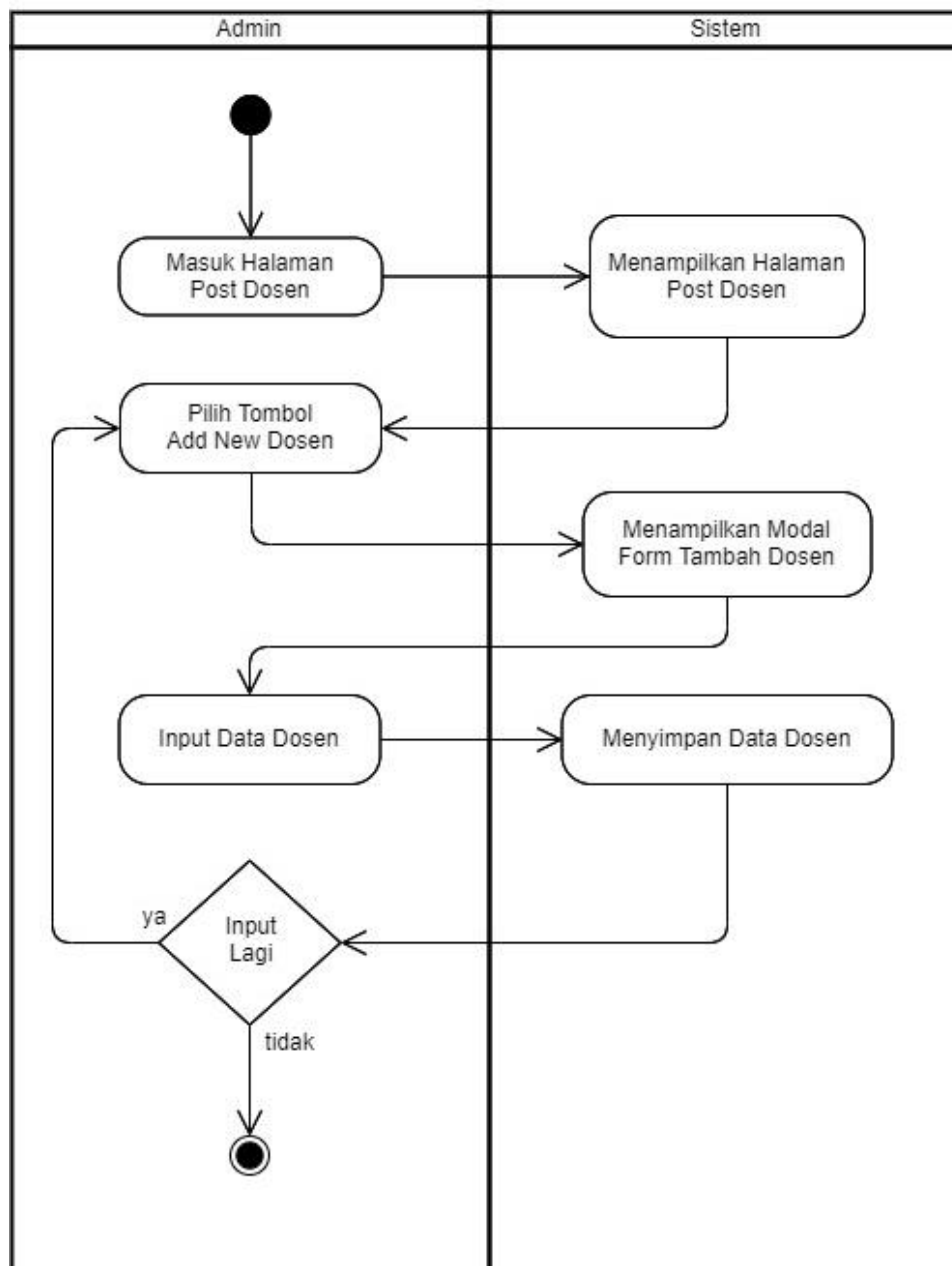 Admin
Sistem
Masuk Halaman
Post Dosen
Menampilkan Halaman
Post Dosen
Pilih Tombol
Add New Dosen
Menampilkan Modal
Form Tambah Dosen
Input Data Dosen
Menyimpan Data Dosen
ya
Input
Lagi
tidak